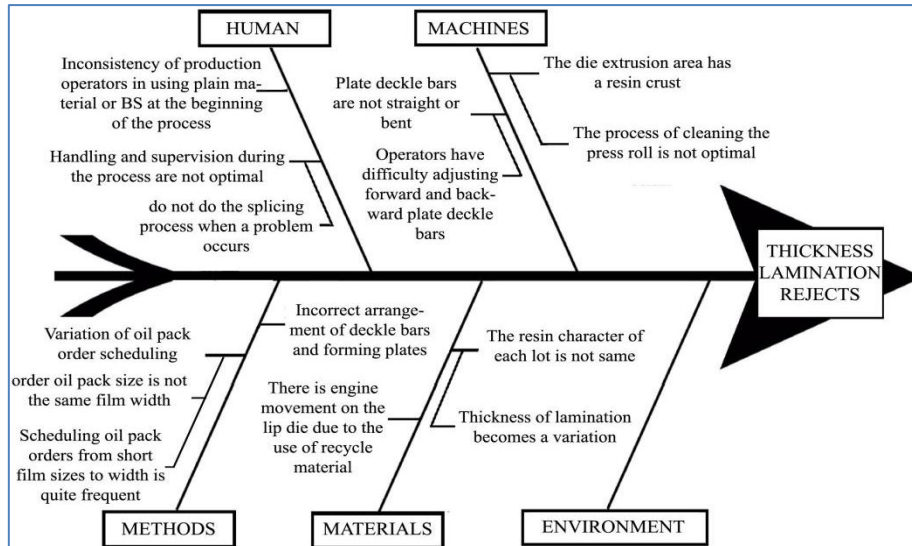 HUMAN
MACHINES
Inconsistency of production
operators in using plain ma-
terial or BS at the beginning
of the process
Handling and supervision during
the process are not optimal
do not do the splicing
process when a problem
occurs
Plate deckle bars
are not straight or
bent
Operators have
difficulty adjusting
forward and back-
ward plate deckle
bars
The die extrusion area has
a resin crust
The process of cleaning the
press roll is not optimal
THICKNESS
LAMINATION
REJECTS
Variation of oil pack
order scheduling
order oil pack size is not
the same film width
Scheduling oil pack
orders from short
film sizes to width is
quite frequent
Incorrect arrange-
ment of deckle bars
and forming plates
There is engine
movement on the
lip die due to the
use of recycle
material
The resin character of
each lot is not same
Thickness of lamination
becomes a variation
METHODS
MATERIALS
ENVIRONMENT